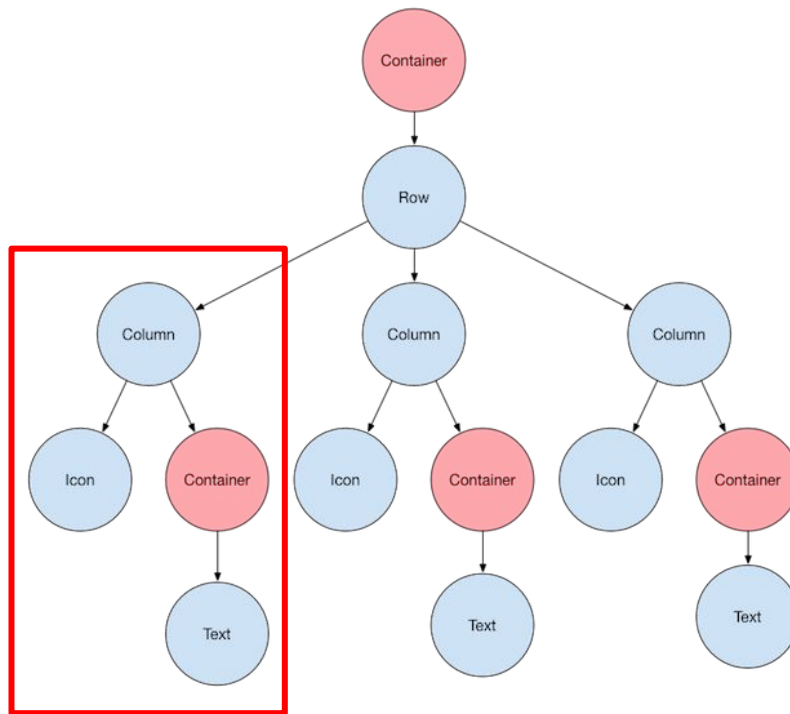 Container
Row
Column
Column
Column
Icon
Container
Icon
Container
Icon
Container
Text
Text
Text